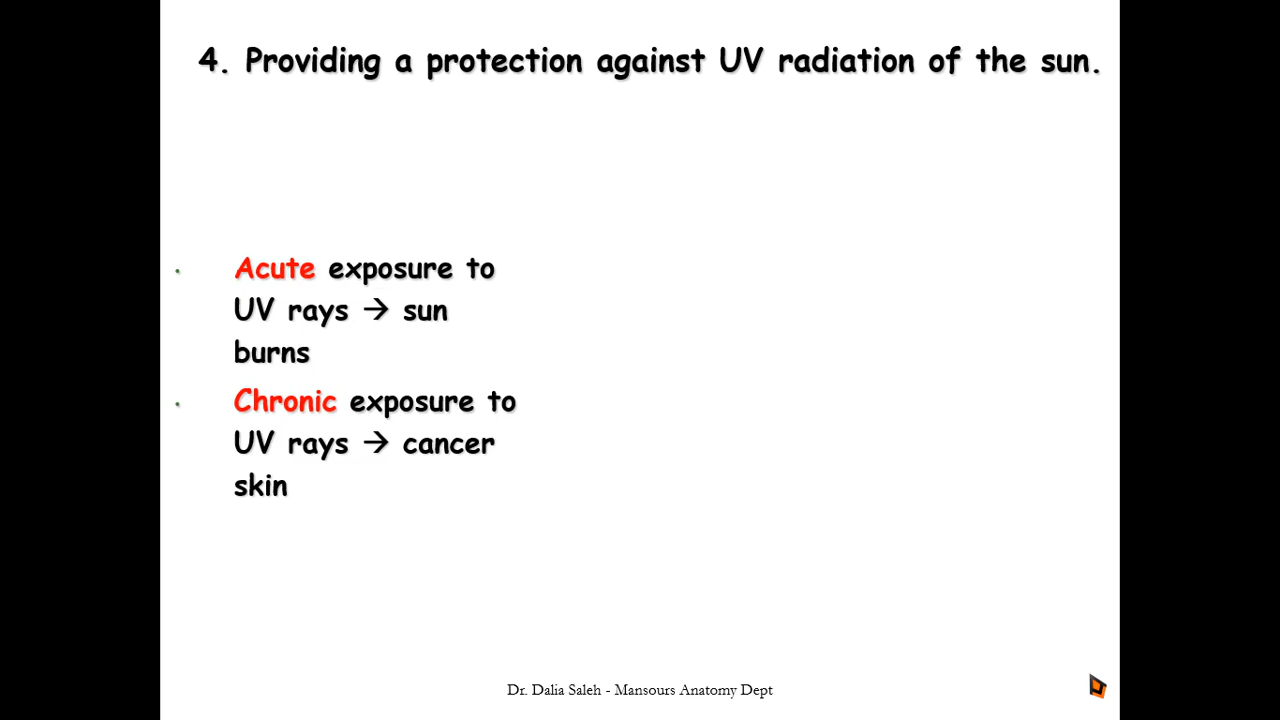 4. Providing a protection against UV radiation of the sun.
• Acute exposure to
UV rays → sun
burns
• Chronic exposure to
UV rays → cancer
skin
Dr. Dalia Saleh - Mansours Anatomy Dept